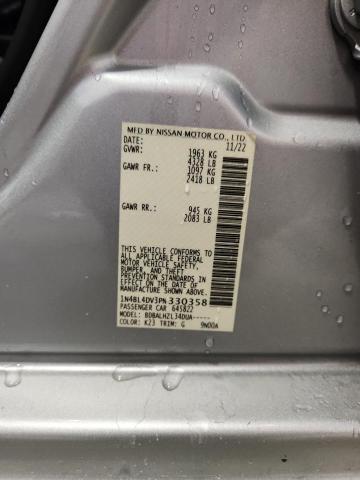 MFD BY NISSAN MOTOR CO., LTD
DATE: 11/22
GVWR: 1963 KG
4328 LB
GAWR FR: 1097 KG
2418 LB
GAWR RR: 945 KG
2083 LB
THIS VEHICLE CONFORMS TO ALL
APPLICABLE FEDERAL MOTOR
VEHICLE SAFETY,
BUMPER, AND THEFT
PREVENTION STANDARDS
IN EFFECT ON THE DATE OF
MANUFACTURE SHOWN ABOVE.
1N4BL4DV3PN330358
PASSENGER CAR 645822
MODEL: BDBALHZL34DUA-----
COLOR: K23 TRIM: G 9N00A